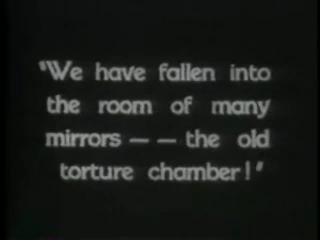 "We have fallen into
the room of many
mirrors — — the old
torture chamber!"